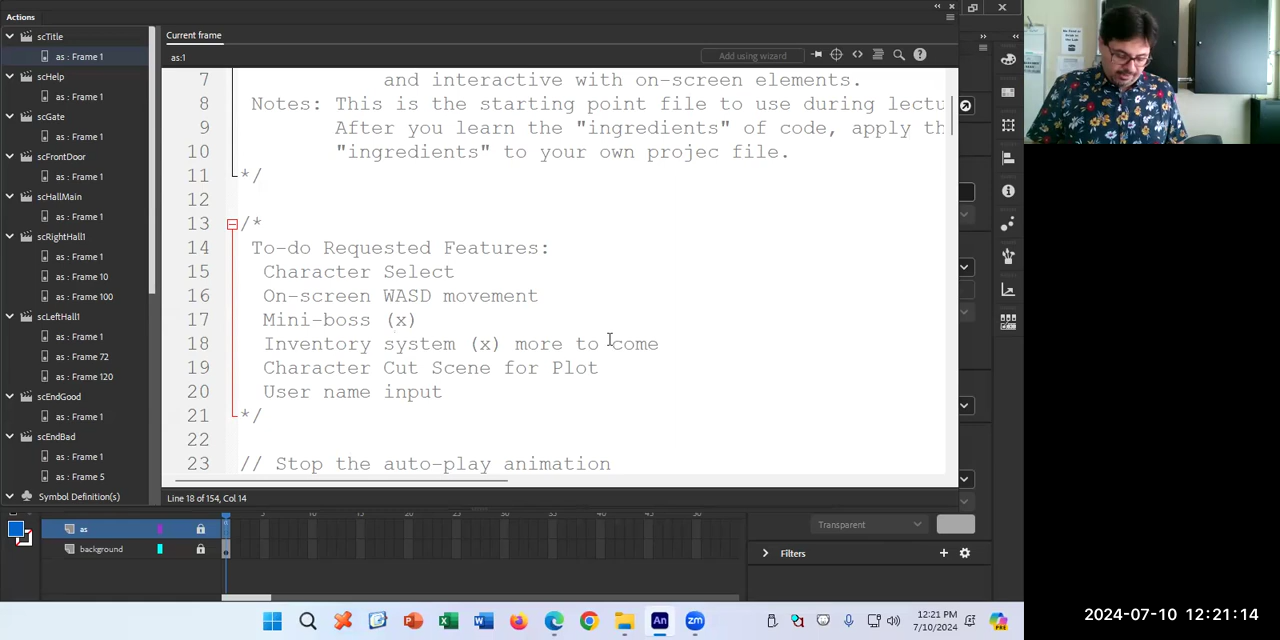 Actions
scTitle
as : Frame 1
scHelp
as : Frame 1
scGate
as : Frame 1
scFrontDoor
as : Frame 1
scHallMain
as : Frame 1
scRightHall1
as : Frame 1
as : Frame 10
as : Frame 100
scLeftHall1
as : Frame 1
as : Frame 72
as : Frame 120
scEndGood
as : Frame 1
scEndBad
as : Frame 1
as : Frame 5
Symbol Definition(s)
Current frame
as:1
Add using wizard
7 and interactive with on-screen elements.
8 Notes: This is the starting point file to use during lectu
9 After you learn the "ingredients" of code, apply th
10 "ingredients" to your own projec file.
11 */
12
13 /*
14 To-do Requested Features:
15 Character Select
16 On-screen WASD movement
17 Mini-boss (x)
18 Inventory system (x) more to come
19 Character Cut Scene for Plot
20 User name input
21 */
22
23 // Stop the auto-play animation
Line 18 of 154, Col 14
as
background
Transparent
Filters
12:21 PM
7/10/2024
2024-07-10 12:21:14